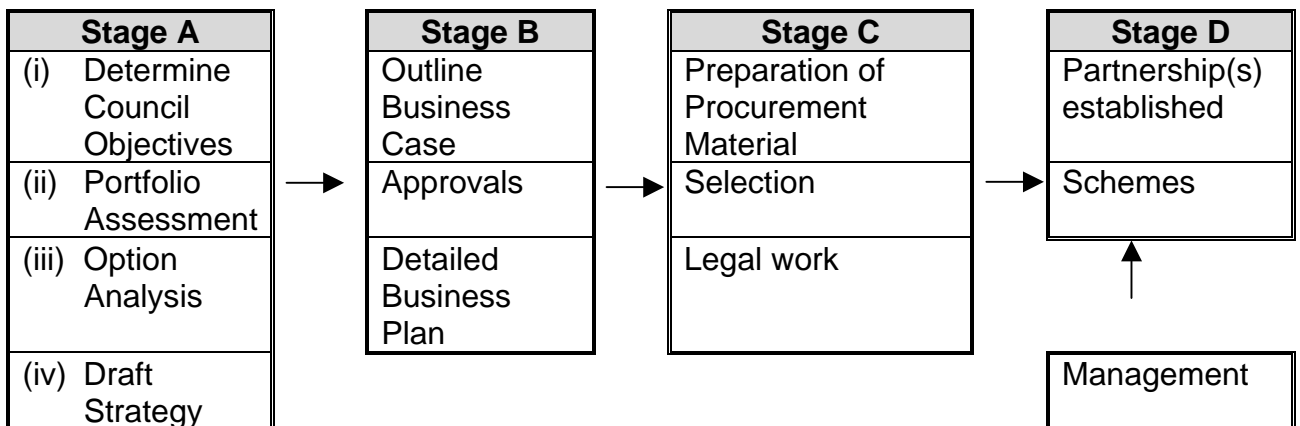 Stage A
(i) Determine
Council
Objectives
(ii) Portfolio
Assessment
(iii) Option
Analysis
(iv) Draft
Strategy
Stage B
Outline
Business
Case
Approvals
Detailed
Business
Plan
Stage C
Preparation of
Procurement
Material
Selection
Legal work
Stage D
Partnership(s)
established
Schemes
Management